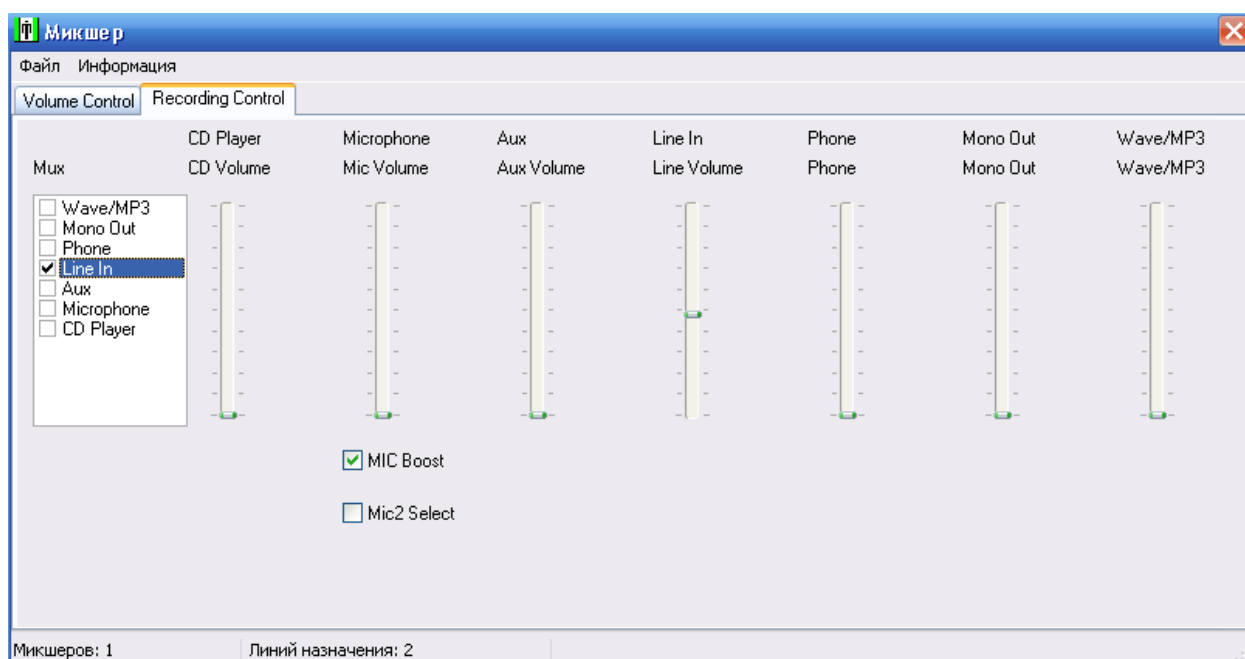 Микшер
Файл Информация
Volume Control Recording Control
CD Player Microphone Aux Line In Phone Mono Out Wave/MP3
Mux CD Volume Mic Volume Aux Volume Line Volume Phone Mono Out Wave/MP3
Wave/MP3
Mono Out
Phone
Line In
Aux
Microphone
CD Player
MIC Boost
Mic2 Select
Микшеров: 1 Линий назначения: 2